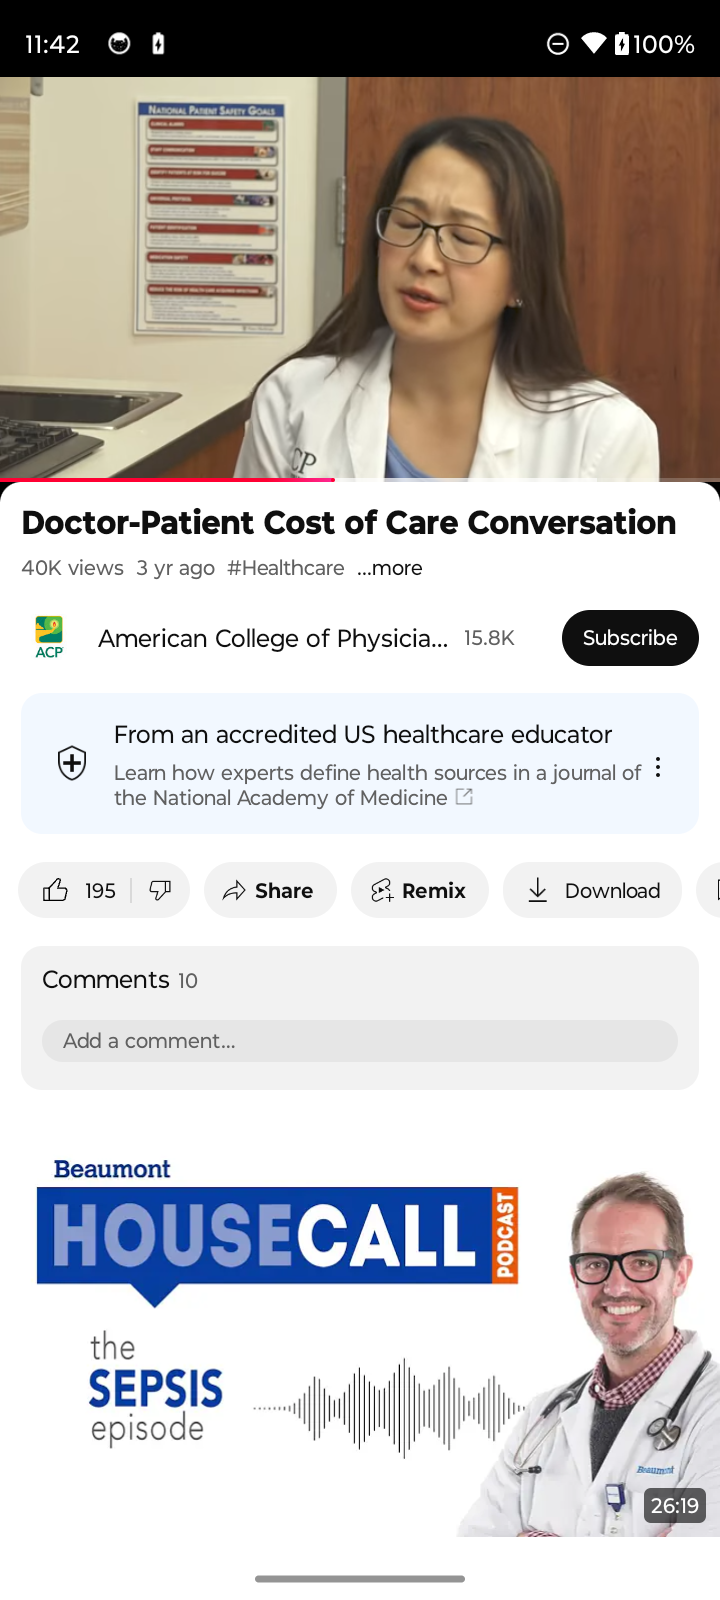 11:42
100%
NATIONAL PATIENT SAFETY GOALS
CP
Doctor-Patient Cost of Care Conversation
40K views 3 yr ago #Healthcare ...more
ACP
American College of Physicia... 15.8K
Subscribe
From an accredited US healthcare educator
Learn how experts define health sources in a journal of
the National Academy of Medicine
195
Share
Remix
Download
Comments 10
Add a comment...
Beaumont
HOUSECALL
PODCAST
the
SEPSIS
episode
Beaumont
26:19